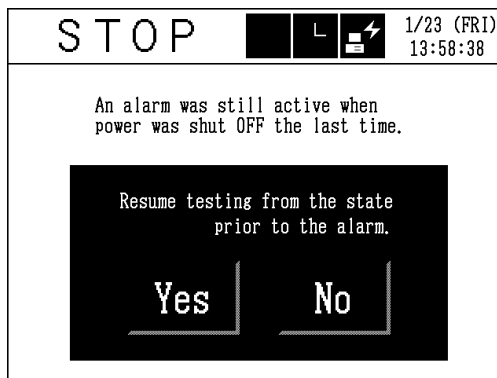 STOP
1/23 (FRI)
13:58:38
An alarm was still active when
power was shut OFF the last time.
Resume testing from the state
prior to the alarm.
Yes
No